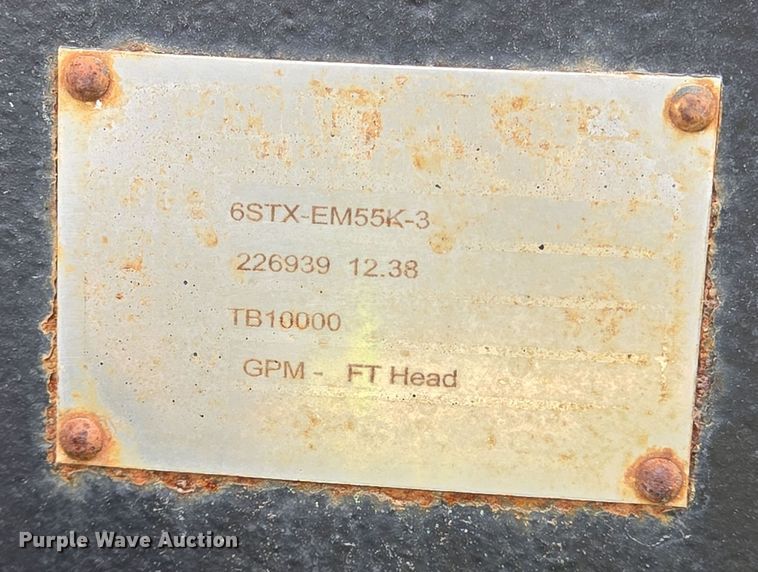 6STX-EM55K-3
226939 12.38
TB10000
GPM - FT Head
Purple Wave Auction